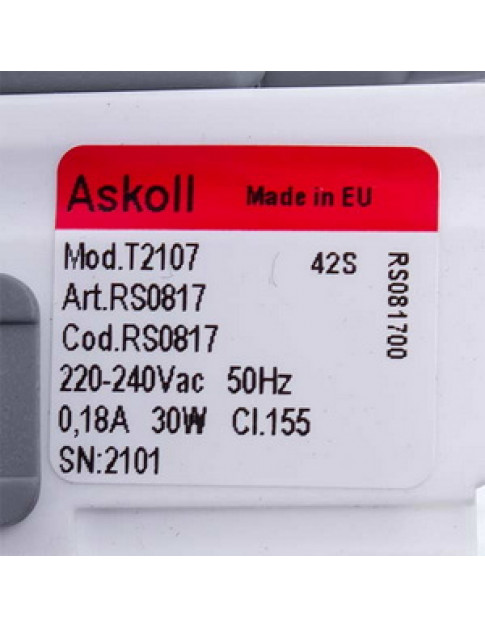 Askoll Made in EU
Mod.T2107 42S
Art.RS0817
Cod.RS0817
220-240Vac 50Hz
0,18A 30W Cl.155
SN:2101
RS081700